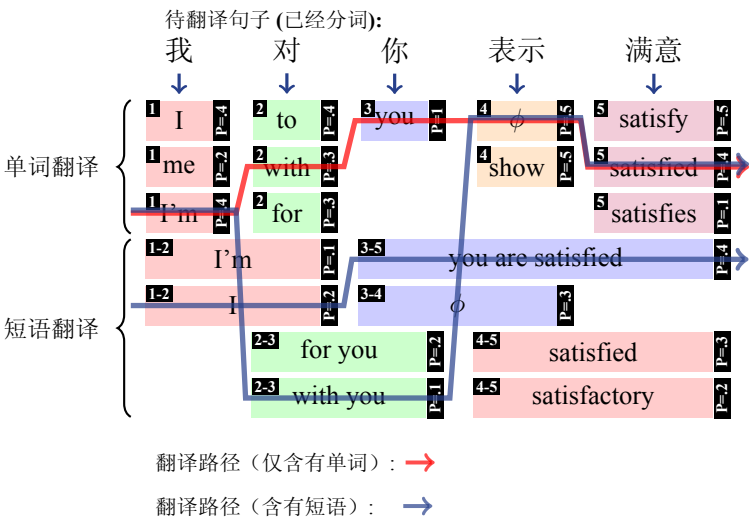 待翻译句子 (已经分词):
我 对 你 表示 满意
1 I P=.4 2 to P=.4 3 you P=1 4 ϕ P=.5 5 satisfy P=.5
单词翻译 1 me P=.2 2 with P=.3 4 show P=.5 5 satisfied P=.4
1 I'm P=.4 2 for P=.3 5 satisfies P=.1
1-2 I'm P=.1 3-5 you are satisfied P=.4
短语翻译 1-2 I P=.2 3-4 ϕ P=.3
2-3 for you P=.2 4-5 satisfied P=.3
2-3 with you P=.1 4-5 satisfactory P=.2
翻译路径（仅含有单词）:
翻译路径（含有短语）: